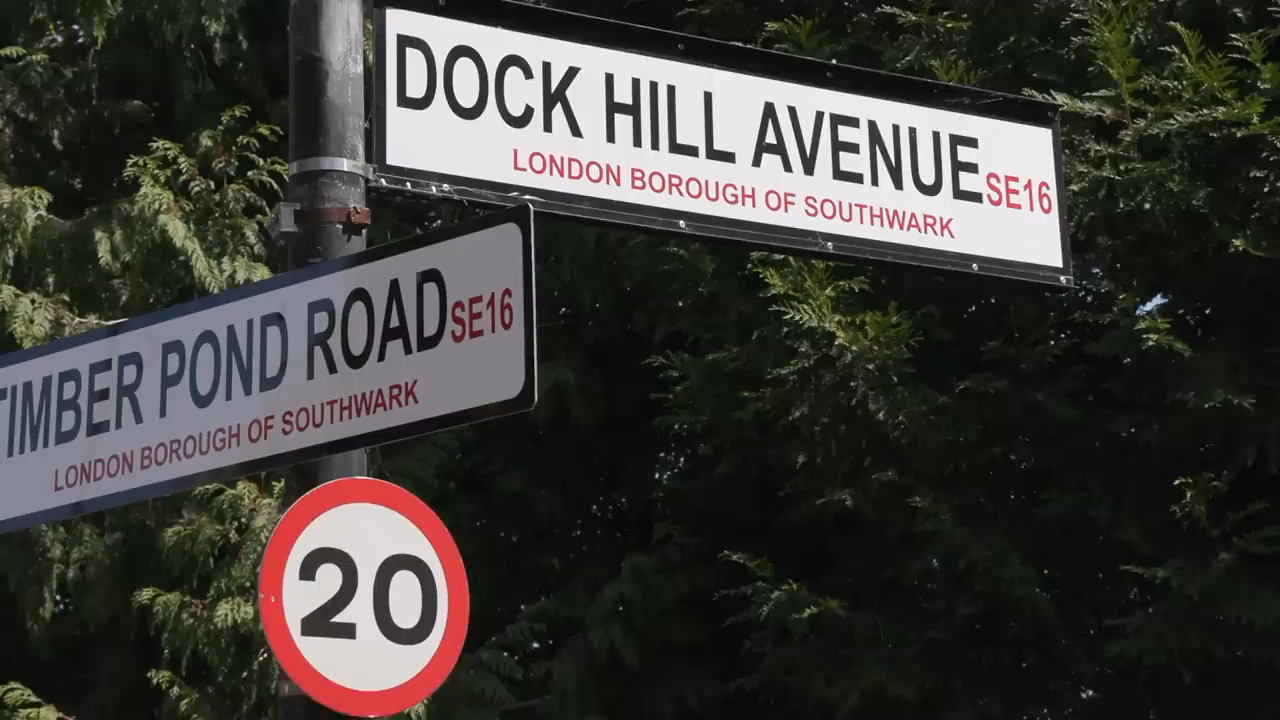 DOCK HILL AVENUE SE16
LONDON BOROUGH OF SOUTHWARK
TIMBER POND ROAD SE16
LONDON BOROUGH OF SOUTHWARK
20